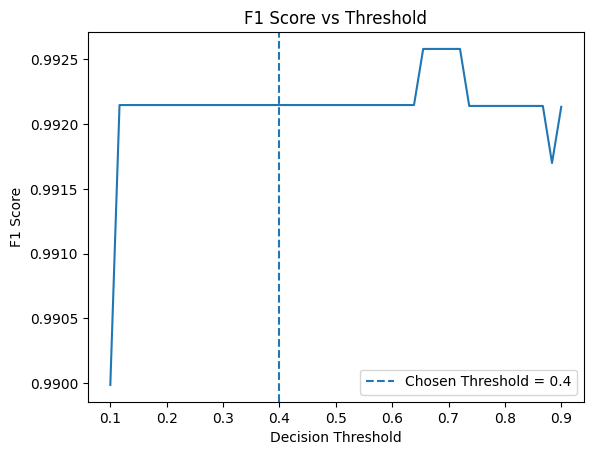 F1 Score vs Threshold
0.9925
0.9920
0.9915
0.9910
0.9905
0.9900
F1 Score
Chosen Threshold = 0.4
0.1 0.2 0.3 0.4 0.5 0.6 0.7 0.8 0.9
Decision Threshold